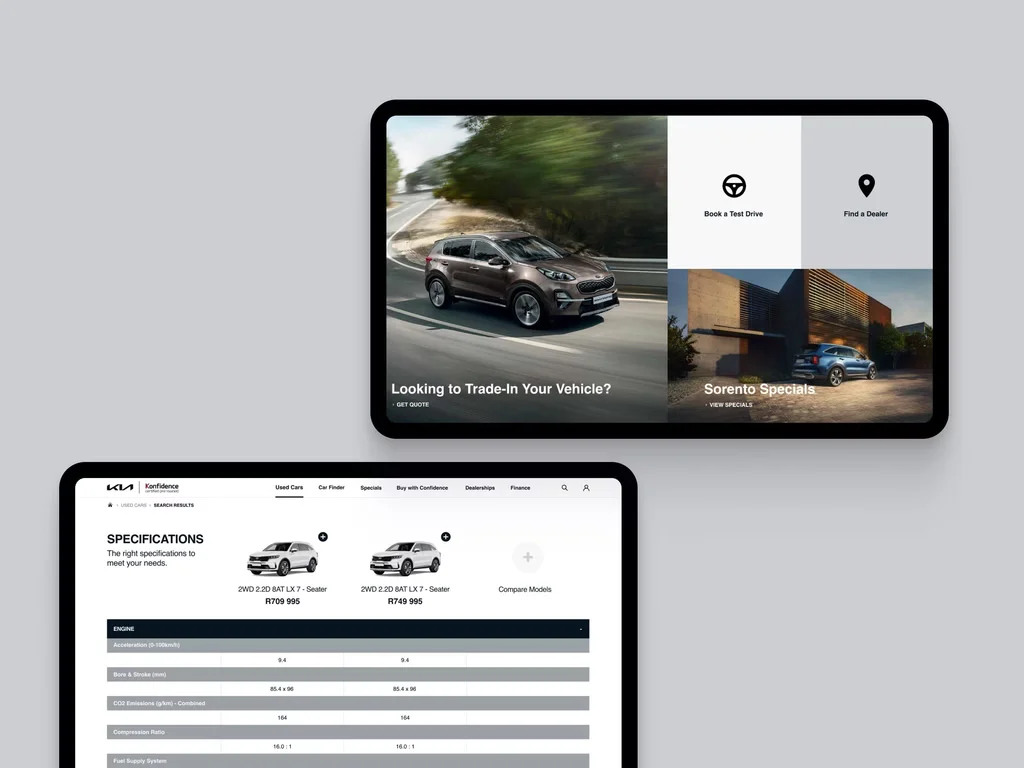 Book a Test Drive
Find a Dealer
Looking to Trade-In Your Vehicle?
› GET QUOTE
Sorento Specials
› VIEW SPECIALS
KIA
Konfidence
certified pre-owned
Used Cars
Car Finder
Specials
Buy with Confidence
Dealerships
Finance
› USED CARS › SEARCH RESULTS
SPECIFICATIONS
The right specifications to
meet your needs.
2WD 2.2D 8AT LX 7 - Seater
R709 995
2WD 2.2D 8AT LX 7 - Seater
R749 995
Compare Models
ENGINE -
Acceleration (0-100km/h)
9.4 9.4
Bore & Stroke (mm)
85.4 x 96 85.4 x 96
CO2 Emissions (g/km) - Combined
164 164
Compression Ratio
16.0 : 1 16.0 : 1
Fuel Supply System